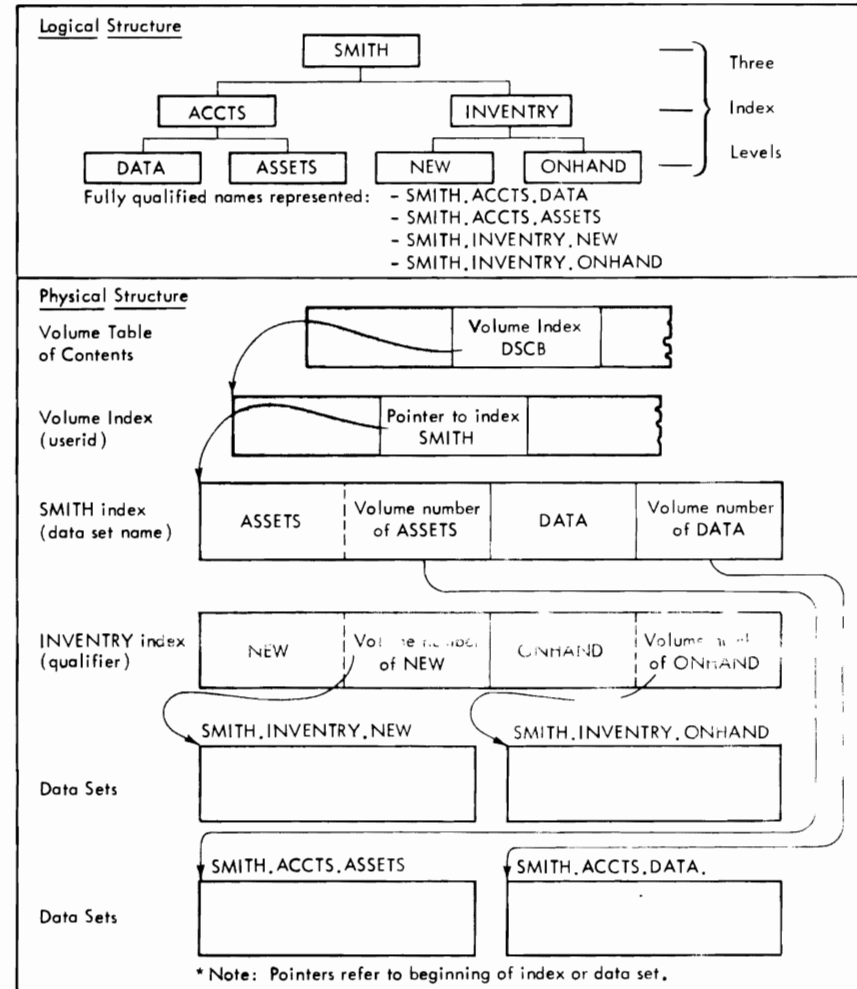 Logical Structure
SMITH
Three
ACCTS
INVENTRY
Index
DATA
ASSETS
NEW
ONHAND
Levels
Fully qualified names represented:
- SMITH.ACCTS.DATA
- SMITH.ACCTS.ASSETS
- SMITH.INVENTRY.NEW
- SMITH.INVENTRY.ONHAND
Physical Structure
Volume Table
of Contents
Volume Index
DSCB
Volume Index
(userid)
Pointer to index
SMITH
SMITH index
(data set name)
ASSETS
Volume number
of ASSETS
DATA
Volume number
of DATA
INVENTRY index
(qualifier)
NEW
Volume number
of NEW
ONHAND
Volume
of ONHAND
SMITH.INVENTRY.NEW
SMITH.INVENTRY.ONHAND
Data Sets
SMITH.ACCTS.ASSETS
SMITH.ACCTS.DATA.
Data Sets
* Note: Pointers refer to beginning of index or data set.